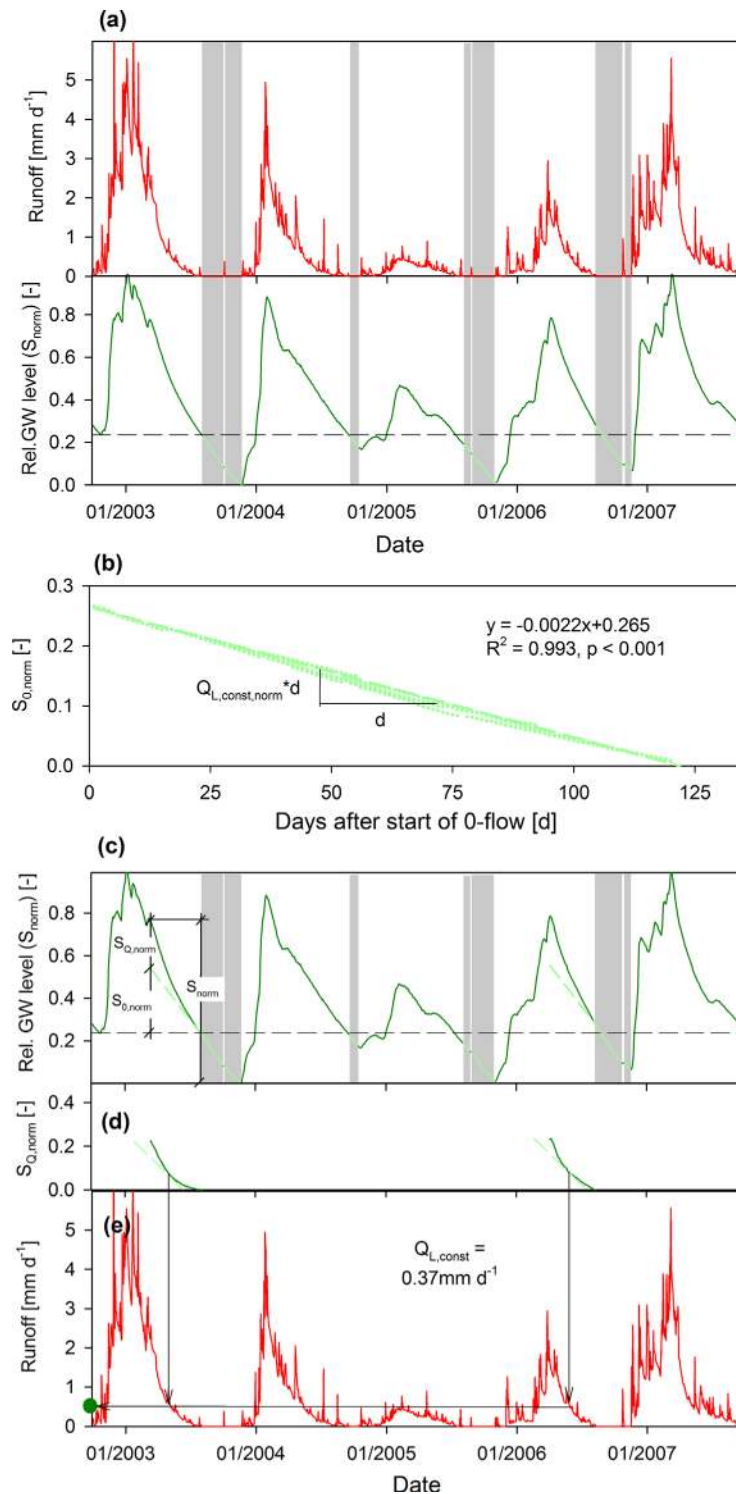 (a)
Runoff [mm d⁻¹]
5
4
3
2
1
0
Rel.GW level (S_norm) [-]
0.8
0.6
0.4
0.2
0.0
01/2003 01/2004 01/2005 01/2006 01/2007
Date
(b)
S_0,norm [-]
0.3
0.2
0.1
0.0
y = -0.0022x+0.265
R² = 0.993, p < 0.001
Q_L,const,norm*d
d
0 25 50 75 100 125
Days after start of 0-flow [d]
(c)
Rel. GW level (S_norm) [-]
0.8
0.6
0.4
0.2
S_Q,norm
S_0,norm
S_norm
(d)
S_Q,norm [-]
0.4
0.2
0.0
(e)
Runoff [mm d⁻¹]
5
4
3
2
1
0
Q_L,const =
0.37mm d⁻¹
01/2003 01/2004 01/2005 01/2006 01/2007
Date